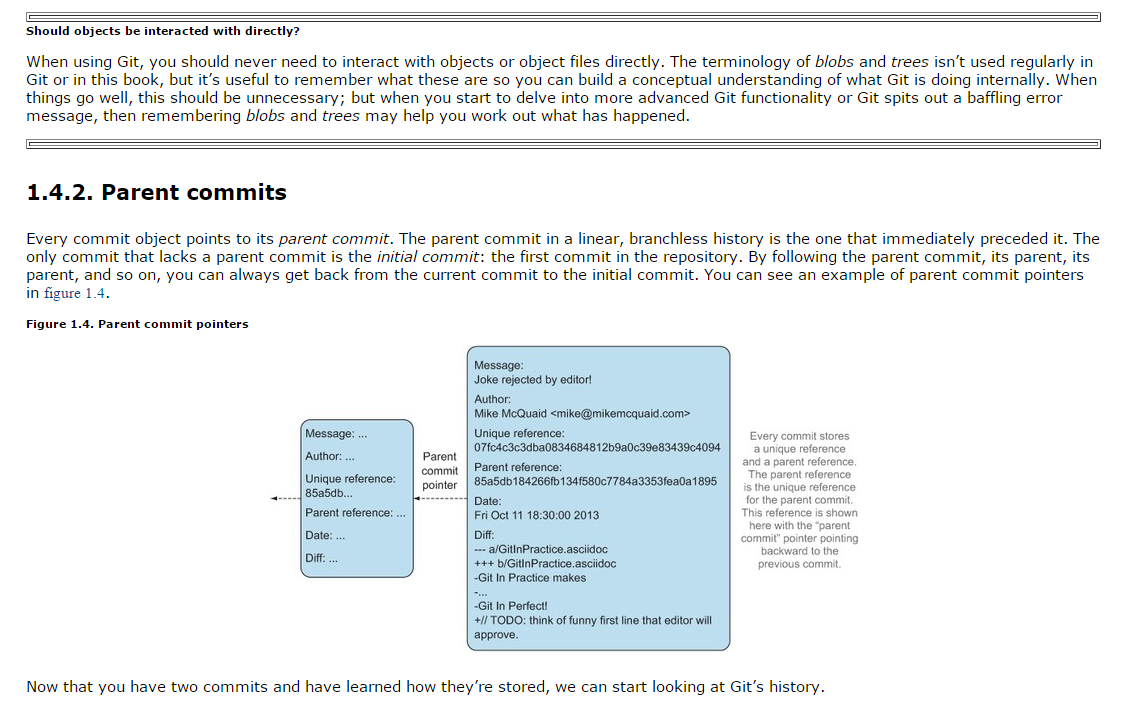 Should objects be interacted with directly?
When using Git, you should never need to interact with objects or object files directly. The terminology of blobs and trees isn’t used regularly in
Git or in this book, but it’s useful to remember what these are so you can build a conceptual understanding of what Git is doing internally. When
things go well, this should be unnecessary; but when you start to delve into more advanced Git functionality or Git spits out a baffling error
message, then remembering blobs and trees may help you work out what has happened.
1.4.2. Parent commits
Every commit object points to its parent commit. The parent commit in a linear, branchless history is the one that immediately preceded it. The
only commit that lacks a parent commit is the initial commit: the first commit in the repository. By following the parent commit, its parent, its
parent, and so on, you can always get back from the current commit to the initial commit. You can see an example of parent commit pointers
in figure 1.4.
Figure 1.4. Parent commit pointers
Message: ...
Author: ...
Unique reference:
85a5db...
Parent reference: ...
Date: ...
Diff: ...
Parent
commit
pointer
Message:
Joke rejected by editor!
Author:
Mike McQuaid <mike@mikemcquaid.com>
Unique reference:
07fc4c3c3dba0834684812b9a0c39e83439c4094
Parent reference:
85a5db184266fb134f580c7784a3353fea0a1895
Date:
Fri Oct 11 18:30:00 2013
Diff:
--- a/GitInPractice.asciidoc
+++ b/GitInPractice.asciidoc
-Git In Practice makes
-...
-Git In Perfect!
+// TODO: think of funny first line that editor will
approve.
Every commit stores
a unique reference
and a parent reference.
The parent reference
is the unique reference
for the parent commit.
This reference is shown
here with the “parent
commit” pointer pointing
backward to the
previous commit.
Now that you have two commits and have learned how they’re stored, we can start looking at Git’s history.